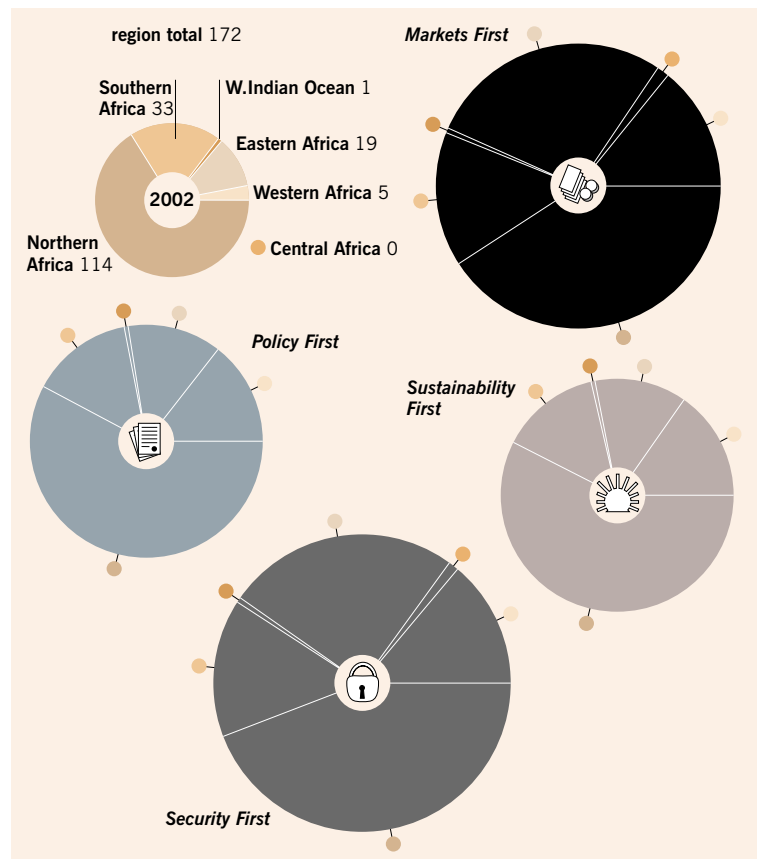 region total 172
Markets First
Southern
Africa 33
W.Indian Ocean 1
Eastern Africa 19
2002
Western Africa 5
Northern
Africa 114
Central Africa 0
Policy First
Sustainability
First
Security First